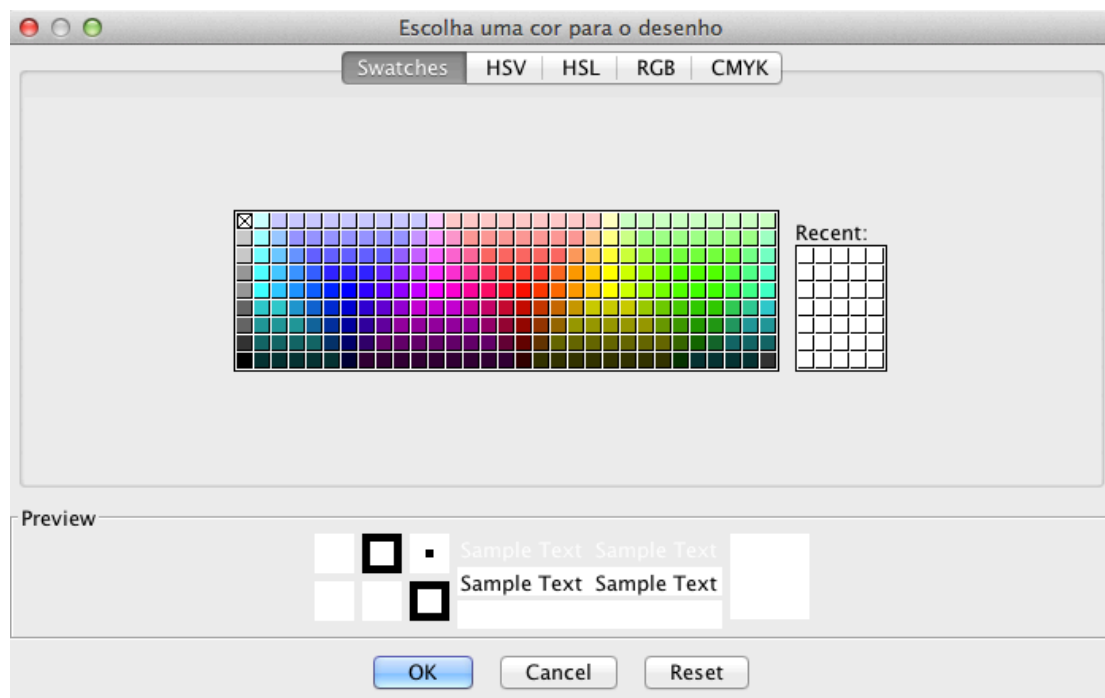 Escolha uma cor para o desenho
Swatches HSV HSL RGB CMYK
Recent:
Preview
Sample Text Sample Text
Sample Text Sample Text
OK Cancel Reset